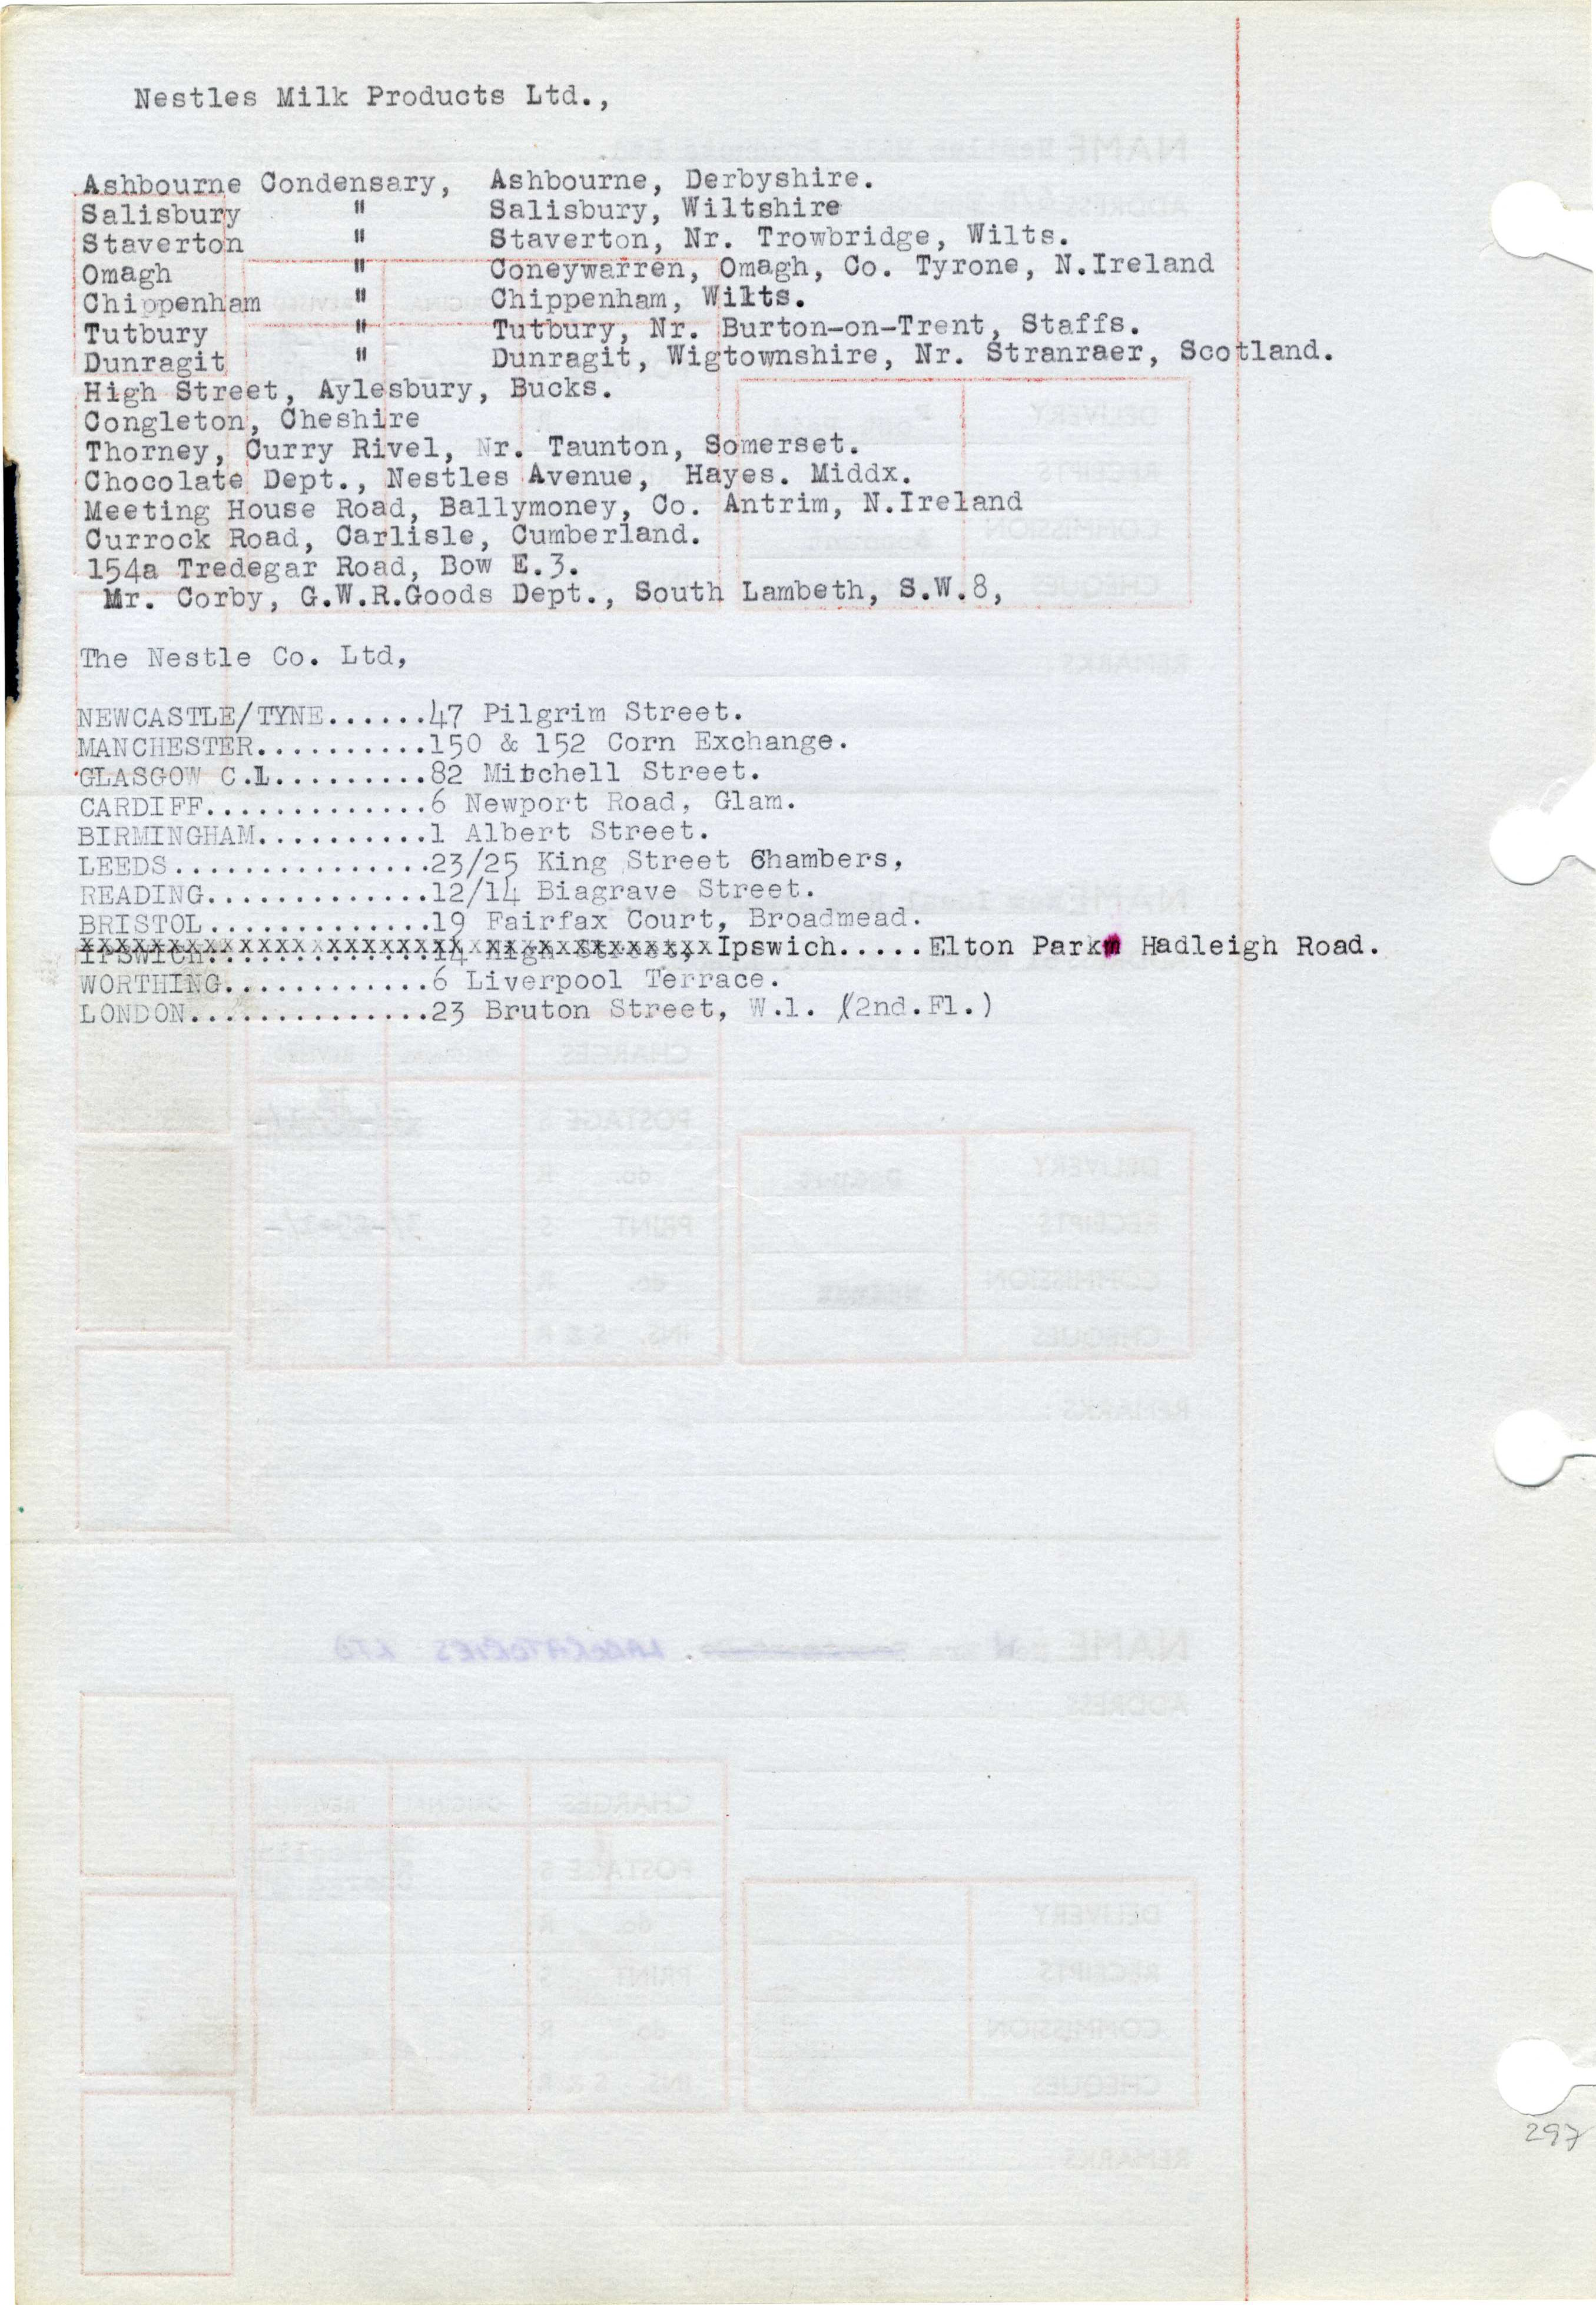 Nestles Milk Products Ltd.,
Ashbourne Condensary, Ashbourne, Derbyshire.
Salisbury " Salisbury, Wiltshire
Staverton " Staverton, Nr. Trowbridge, Wilts.
Omagh " Coneywarren, Omagh, Co. Tyrone, N.Ireland
Chippenham " Chippenham, Wilts.
Tutbury " Tutbury, Nr. Burton-on-Trent, Staffs.
Dunragit " Dunragit, Wigtownshire, Nr. Stranraer, Scotland.
High Street, Aylesbury, Bucks.
Congleton, Cheshire
Thorney, Curry Rivel, Nr. Taunton, Somerset.
Chocolate Dept., Nestles Avenue, Hayes. Middx.
Meeting House Road, Ballymoney, Co. Antrim, N.Ireland
Currock Road, Carlisle, Cumberland.
154a Tredegar Road, Bow E.3.
Mr. Corby, G.W.R.Goods Dept., South Lambeth, S.W.8,
The Nestle Co. Ltd,
NEWCASTLE/TYNE......47 Pilgrim Street.
MANCHESTER..........150 & 152 Corn Exchange.
GLASGOW C.1.........82 Mitchell Street.
CARDIFF.............6 Newport Road, Glam.
BIRMINGHAM..........1 Albert Street.
LEEDS...............23/25 King Street Chambers,
READING.............12/14 Biagrave Street.
BRISTOL.............19 Fairfax Court, Broadmead.
IPSWICH.............14 High Street, Ipswich.....Elton Park Hadleigh Road.
WORTHING............6 Liverpool Terrace.
LONDON..............23 Bruton Street, W.1. (2nd.Fl.)
297